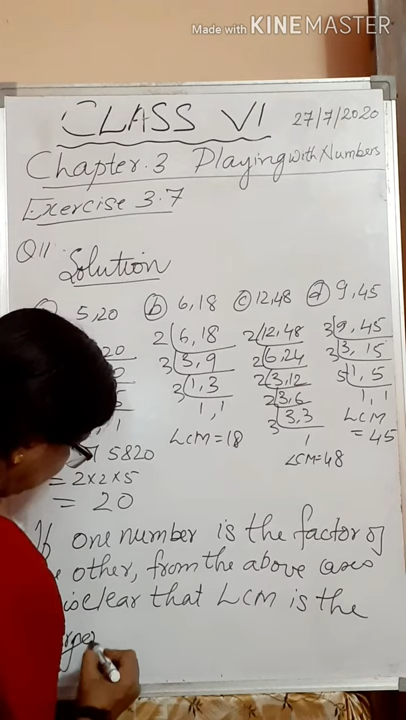 Made with KINEMASTER
CLASS VI 27/7/2020
Chapter.3 Playing with Numbers
Exercise 3.7
Q11.
Solution
5,20 (b) 6,18 (c) 12,48 (d) 9,45
20 2 6,18 2 12,48 3 9,45
3 3,9 2 6,24 3 3,15
3 1,3 2 3,12 5 1,5
1,1 2 3,6 1,1
3 3,3 LCM
1 = 45
5820 LCM = 18 LCM = 48
= 2×2×5
= 20
If one number is the factor of
other, from the above cases
is clear that LCM is the